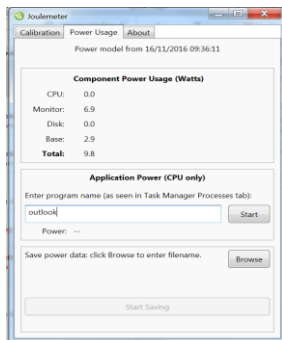 Joulemeter
Calibration Power Usage About
Power model from 16/11/2016 09:36:11
Component Power Usage (Watts)
CPU: 0.0
Monitor: 6.9
Disk: 0.0
Base: 2.9
Total: 9.8
Application Power (CPU only)
Enter program name (as seen in Task Manager Processes tab):
outlook Start
Power: --
Save power data: click Browse to enter filename. Browse
Start Saving